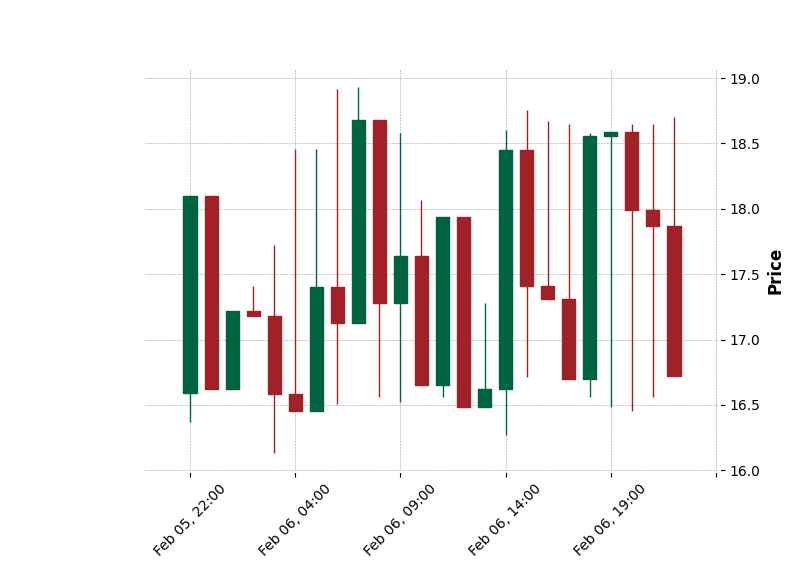 19.0
18.5
18.0
17.5
17.0
16.5
16.0
Price
Feb 05, 22:00
Feb 06, 04:00
Feb 06, 09:00
Feb 06, 14:00
Feb 06, 19:00